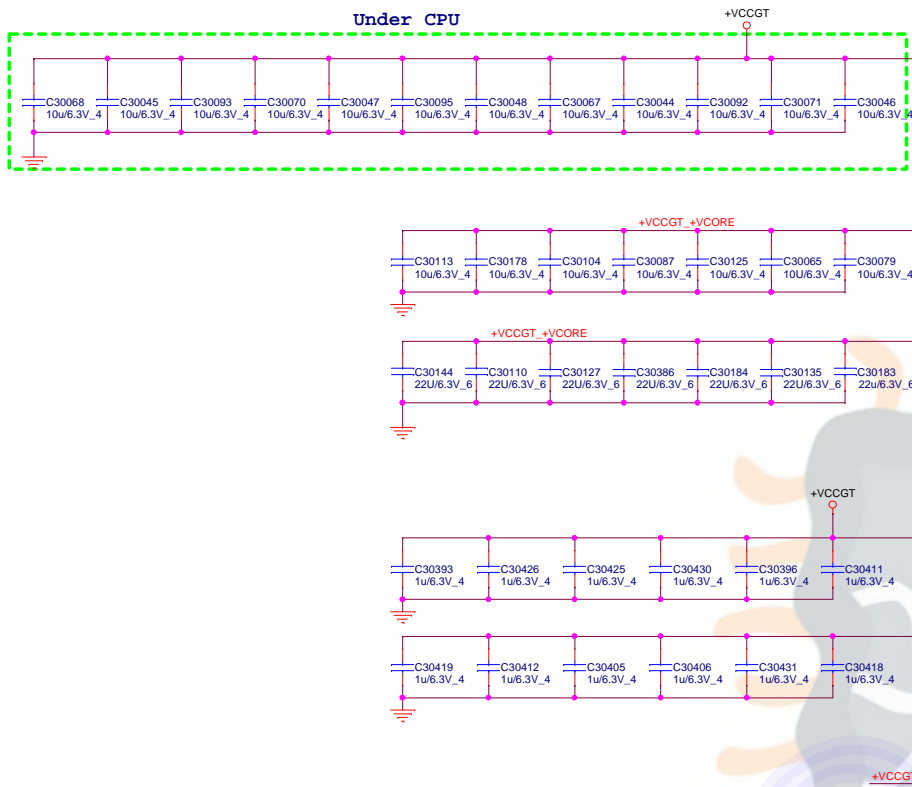 Under CPU
+VCCGT
C30068 C30045 C30093 C30070 C30047 C30095 C30048 C30067 C30044 C30092 C30071 C30046
10u/6.3V_4 10u/6.3V_4 10u/6.3V_4 10u/6.3V_4 10u/6.3V_4 10u/6.3V_4 10u/6.3V_4 10u/6.3V_4 10u/6.3V_4 10u/6.3V_4 10u/6.3V_4 10u/6.3V_4
+VCCGT_+VCORE
C30113 C30178 C30104 C30087 C30125 C30065 C30079
10u/6.3V_4 10u/6.3V_4 10u/6.3V_4 10u/6.3V_4 10u/6.3V_4 10U/6.3V_4 10u/6.3V_4
+VCCGT_+VCORE
C30144 C30110 C30127 C30386 C30184 C30135 C30183
22U/6.3V_6 22U/6.3V_6 22U/6.3V_6 22U/6.3V_6 22U/6.3V_6 22U/6.3V_6 22u/6.3V_6
+VCCGT
C30393 C30426 C30425 C30430 C30396 C30411
1u/6.3V_4 1u/6.3V_4 1u/6.3V_4 1u/6.3V_4 1u/6.3V_4 1u/6.3V_4
C30419 C30412 C30405 C30406 C30431 C30418
1u/6.3V_4 1u/6.3V_4 1u/6.3V_4 1u/6.3V_4 1u/6.3V_4 1u/6.3V_4